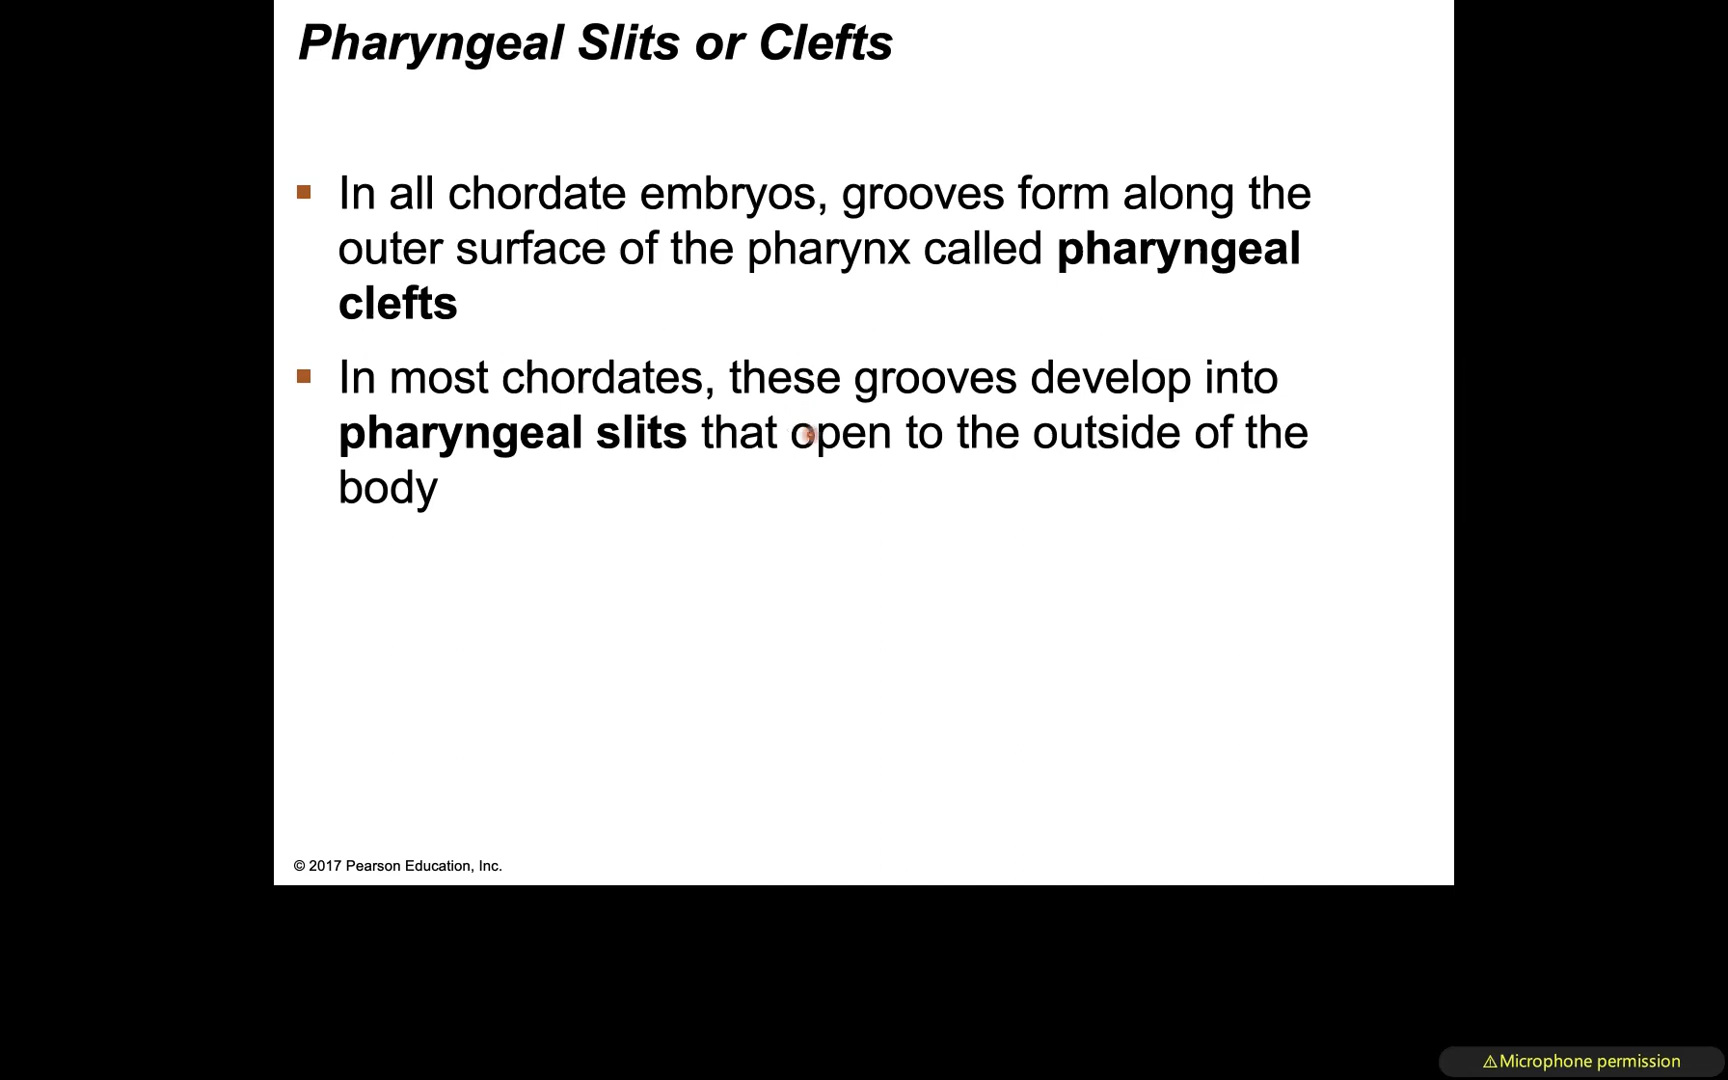 Pharyngeal Slits or Clefts
In all chordate embryos, grooves form along the
outer surface of the pharynx called pharyngeal
clefts
In most chordates, these grooves develop into
pharyngeal slits that open to the outside of the
body
© 2017 Pearson Education, Inc.
⚠Microphone permission